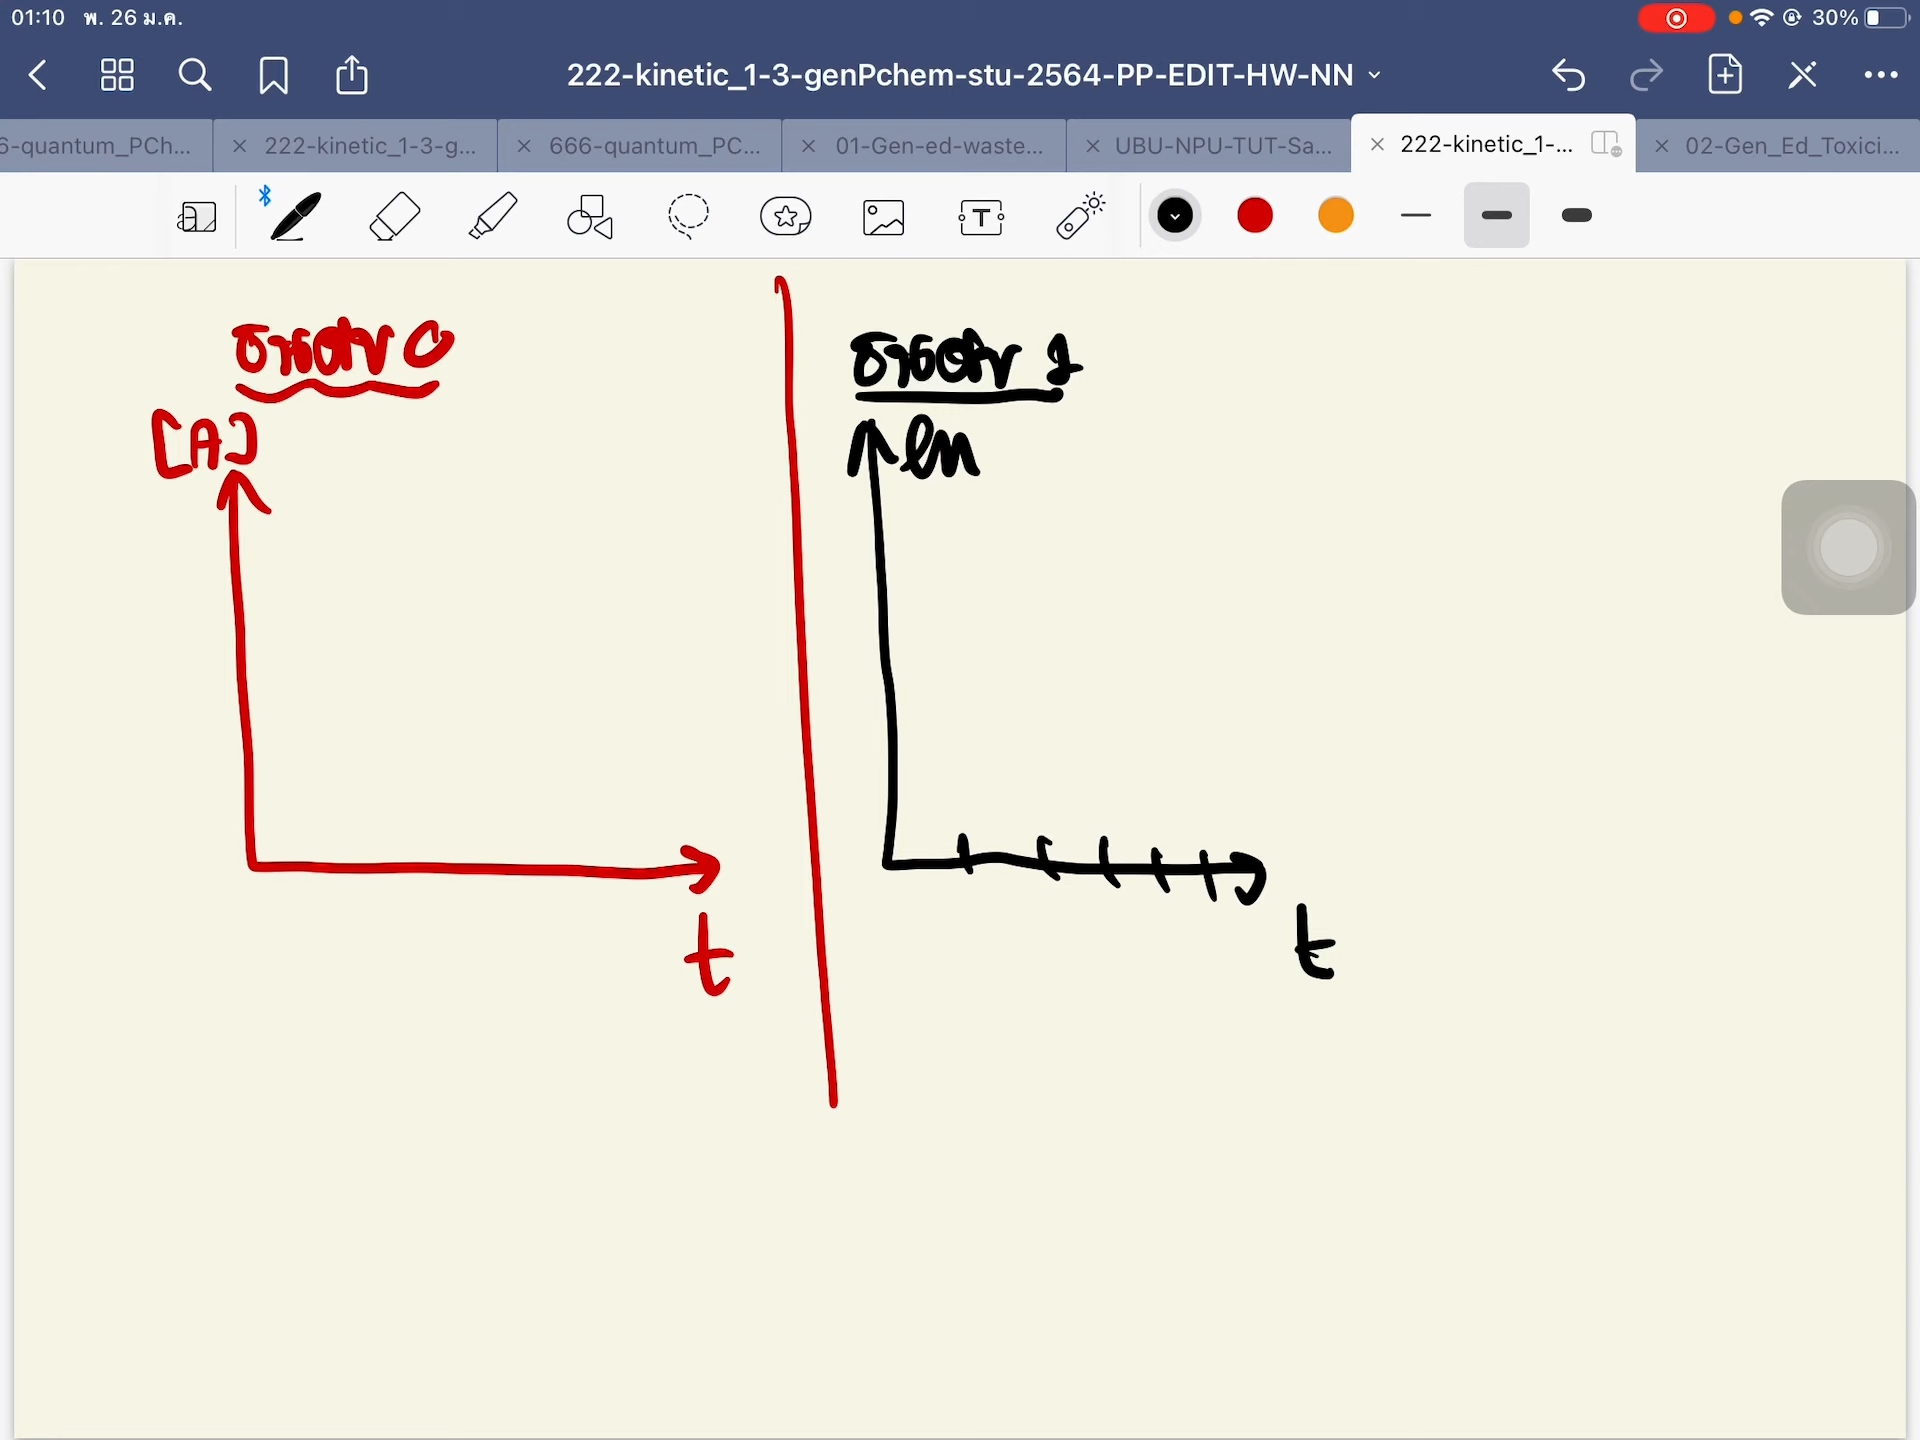 01:10 พ. 26 ม.ค.
30%
222-kinetic_1-3-genPchem-stu-2564-PP-EDIT-HW-NN
6-quantum_PCh...
222-kinetic_1-3-g...
666-quantum_PC...
01-Gen-ed-waste...
UBU-NPU-TUT-Sa...
222-kinetic_1-...
02-Gen_Ed_Toxici...
T
อันดับ 0
[A]
t
อันดับ 1
ln
t